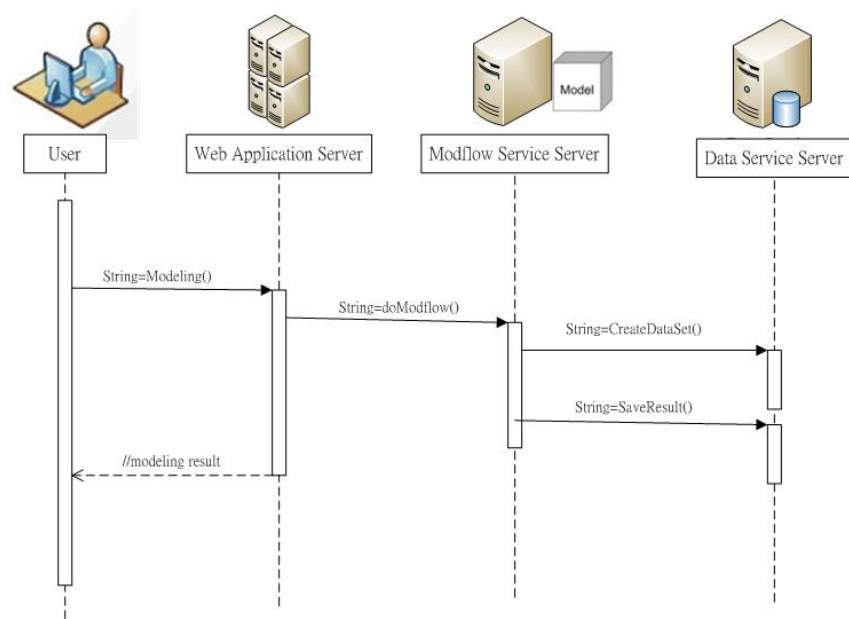 Model
User
Web Application Server
Modflow Service Server
Data Service Server
String=Modeling()
String=doModflow()
String=CreateDataSet()
String=SaveResult()
//modeling result